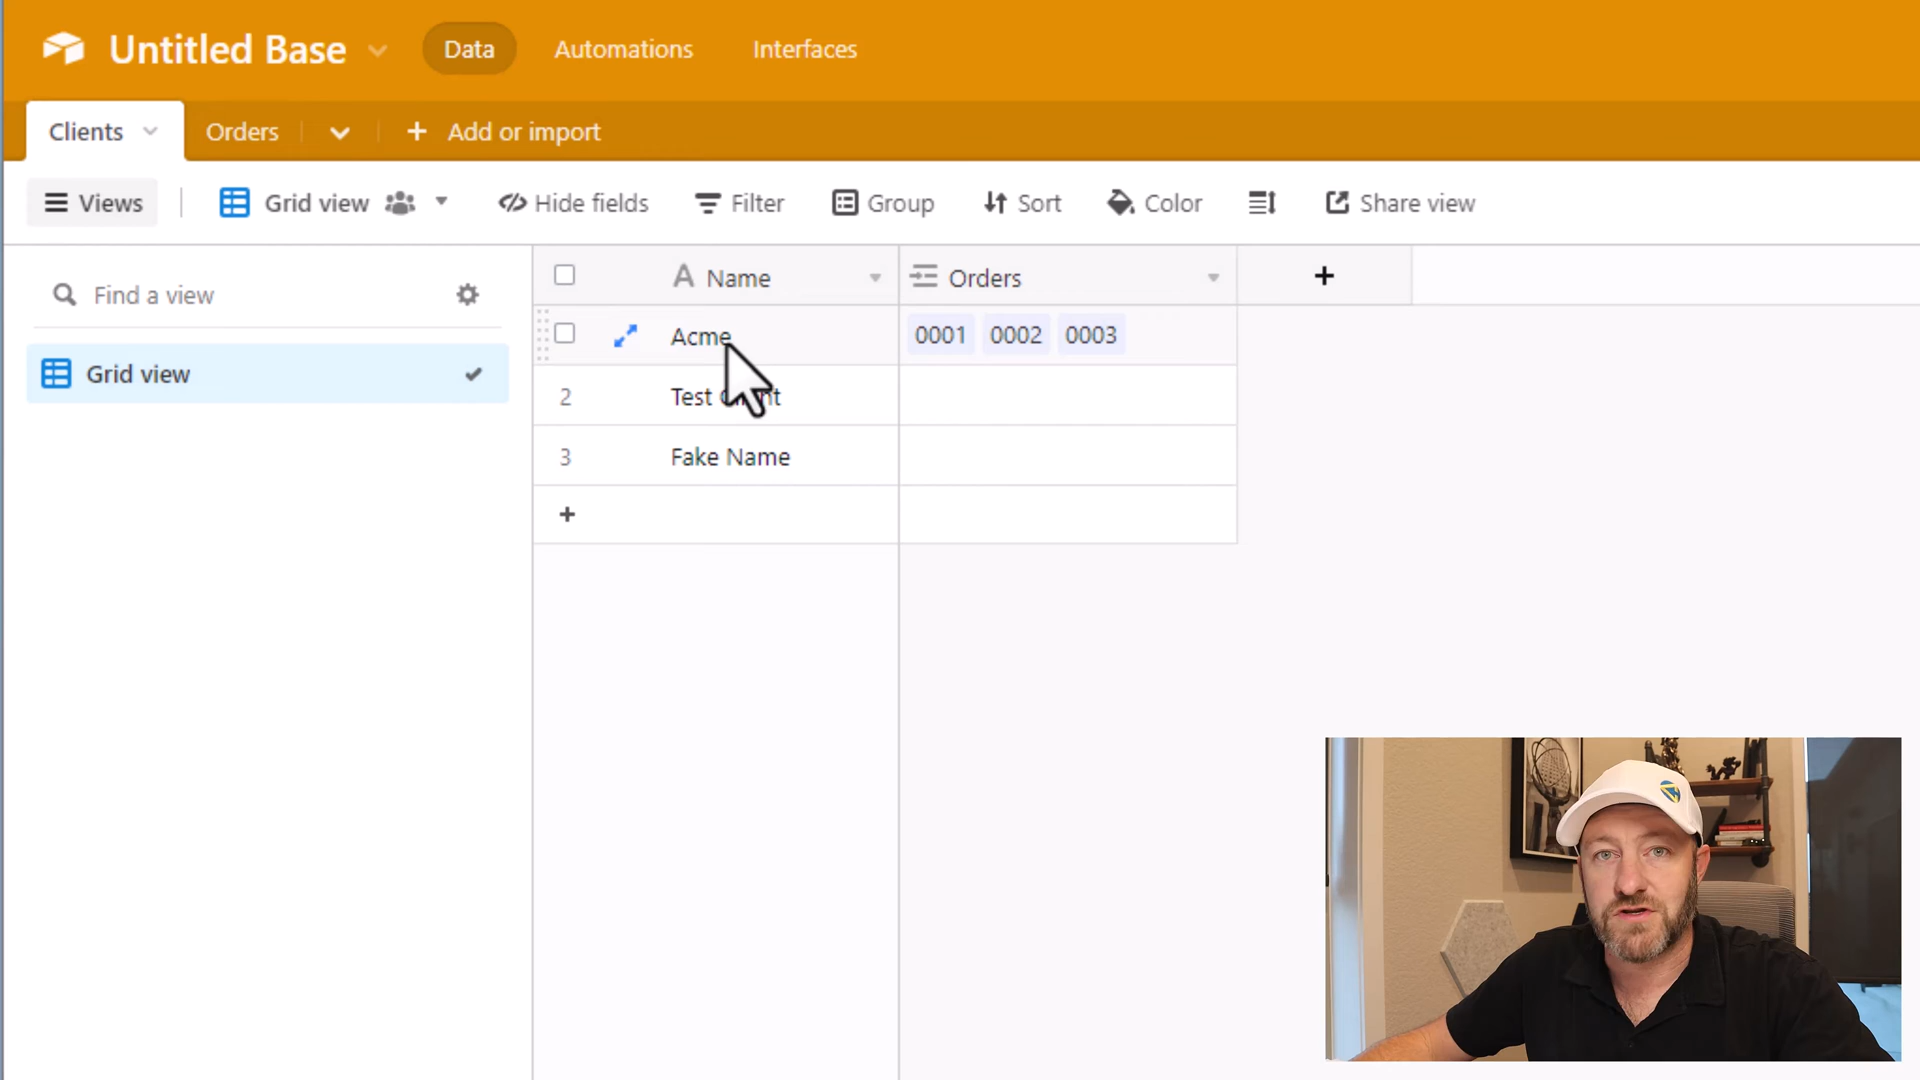 Untitled Base Data Automations Interfaces
Clients Orders + Add or import
Views Grid view Hide fields Filter Group Sort Color Share view
Find a view
Grid view
A Name Orders +
Acme 0001 0002 0003
2 Test
3 Fake Name
+